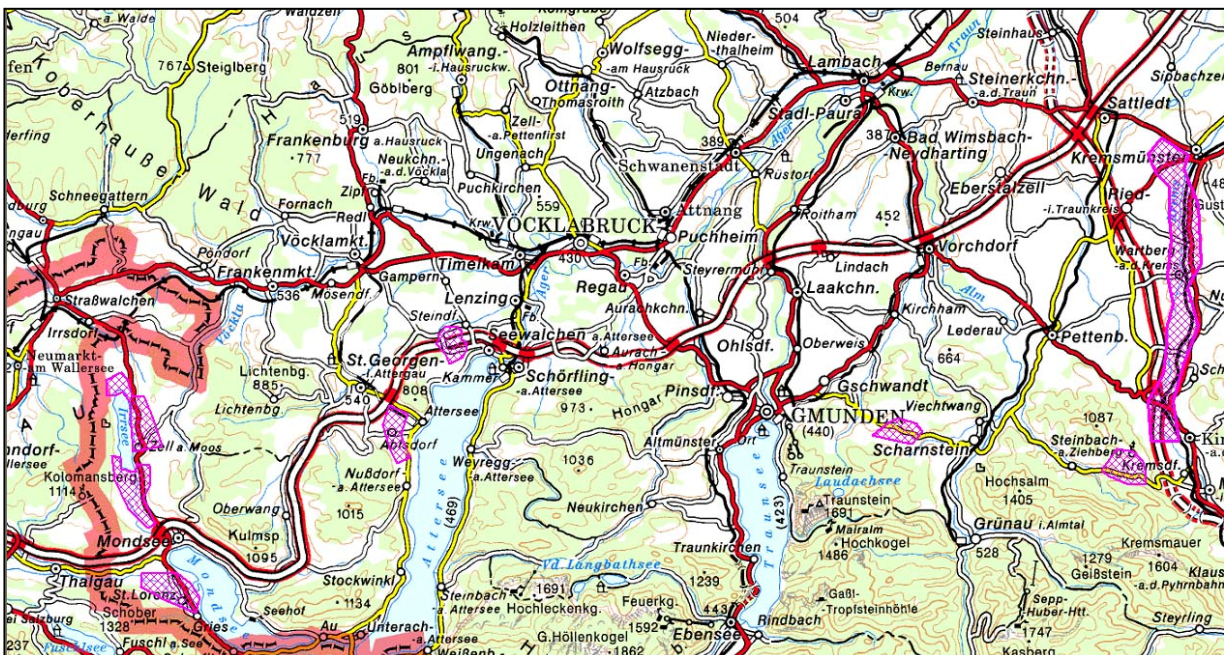 a. Walde
Waldzell
Holzleithen
504
Steinhaus
Ampflwang.-
-i.Hausruckw.
Wolfsegg-
-am Hausruck
Nieder-
-thalheim
Traun
Lambach
Bernau
Steinerkchn.-
-a.d.Traun
Sipbachzell
767
Steiglberg
801
Göblberg
Ottnang-
Thomasroith
Atzbach
Krw.
Stadl-Paura
Sattledt
Kobernaußer Wald
519
Zell-
-a.Pettenfirst
Ager
387
Bad Wimsbach-
-Neydharting
Frankenburg
a.Hausruck
777
Neukchn.-
-a.d.Vöckla
Ungenach
389
Schwanenstadt
Rüstorf
Kremsmünster
Eberstalzell
Ried-
-i.Traunkreis
Schneegattern
Fornach
Zipf
Fb.
Redl
Puchkirchen
559
Attnang
Roitham
452
Krw.
VÖCKLABRUCK
Puchheim
Pöndorf
Vöcklamkt.
Timelkam
430
Fb.
Steyrermühl
Vorchdorf
Wartberg
-a.d.Krems
Frankenmkt.
Gampern
Regau
Lindach
536
Mösendf.
Lenzing
Ager
Laakchn.
Straßwalchen
Vöckla
Steindl.
Fb.
Aurachkchn.
Kirchham
Alm
Irrsdorf
Seewalchen
a.Attersee
Lederau
Pettenb.
Neumarkt-
-am Wallersee
Lichtenbg.
885
St.Georgen-
-i.Attergau
Kammer
Aurach-
a.Hongar
Ohlsdf.
Oberweis
664
540
808
Schörfling-
-a.Attersee
Pinsdf.
Gschwandt
Lichtenbg.
Attersee
973
Hongar
GMUNDEN
Viechtwang
1087
Irrsee
Abtsdorf
Altmünster
Ort
(440)
Scharnstein
Steinbach-
-a.Ziehberg
Zell a.Moos
Nußdorf-
-a.Attersee
Weyregg-
-a.Attersee
1036
Traunstein
Laudachsee
Kremsdf.
Kolomansberg
1114
Attersee
(469)
Traunsee
(423)
Traunstein
1691
Hochsalm
1405
Oberwang
1015
Neukirchen
Mairalm
Grünau
i.Almtal
Mondsee
Kulmsp
1095
Traunkirchen
1486
Hochkogel
528
Kremsmauer
1604
Thalgau
Mondsee
Stockwinkl
Vd.Langbathsee
1279
Geißstein
Klaus
-a.d.Pyhrnbahn
St.Lorenz
Seehof
1134
Steinbach
-a.Attersee
1691
Hochleckenkg.
1239
Gaßl-
Tropfsteinhöhle
Sepp-
Huber-Htt.
Schober
1328
Gries
Au
Unterach-
-a.Attersee
Feuerkg.
1592
443
Rindbach
1747
Steyrling
237
Fuschlsee
Fuschl
a.See
Weißenb.
G.Höllenkogel
1862
Ebensee
Kasberg